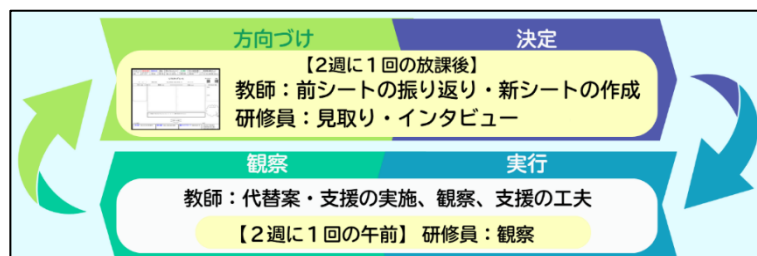 方向づけ
決定
【2週に1回の放課後】
教師：前シートの振り返り・新シートの作成
研修員：見取り・インタビュー
観察
実行
教師：代替案・支援の実施、観察、支援の工夫
【2週に1回の午前】 研修員：観察